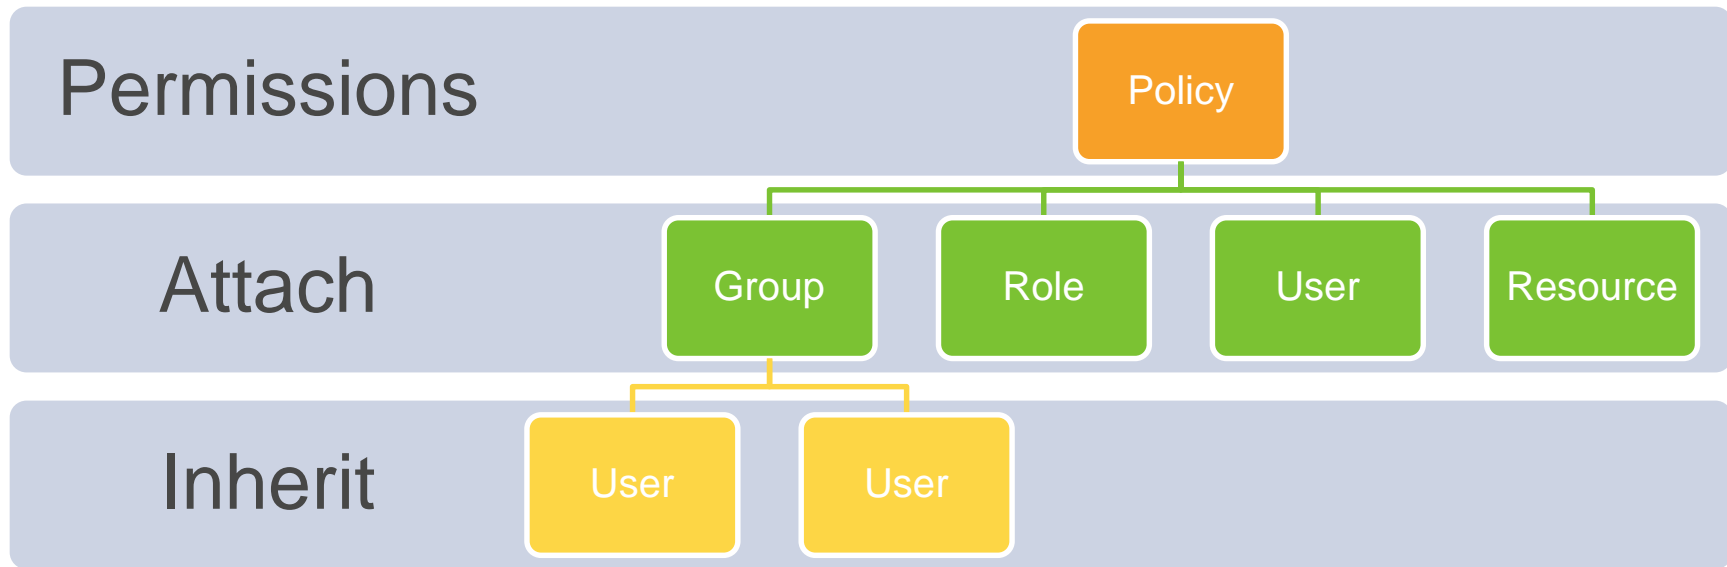 Permissions
Policy
Attach
Group
Role
User
Resource
Inherit
User
User